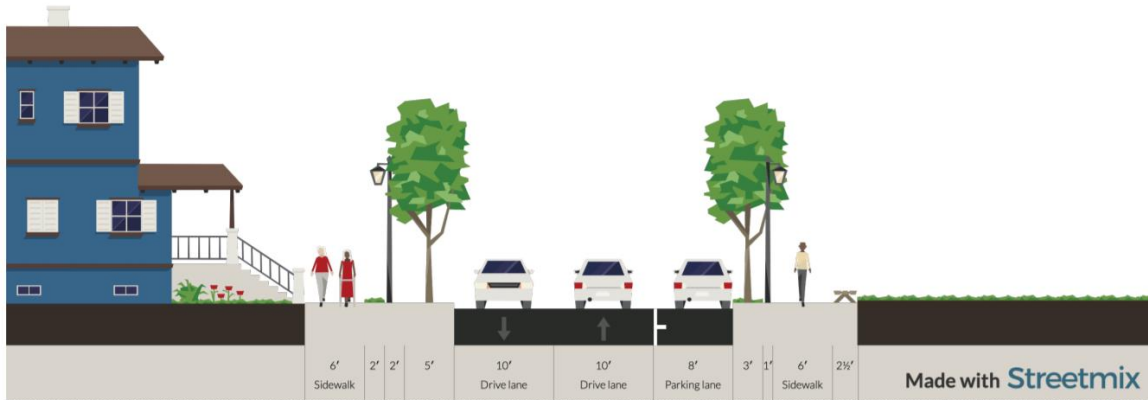 6′ 2′ 2′ 5′ 10′ 10′ 8′ 3′ 1′ 6′ 2½′
Sidewalk Drive lane Drive lane Parking lane Sidewalk
Made with Streetmix